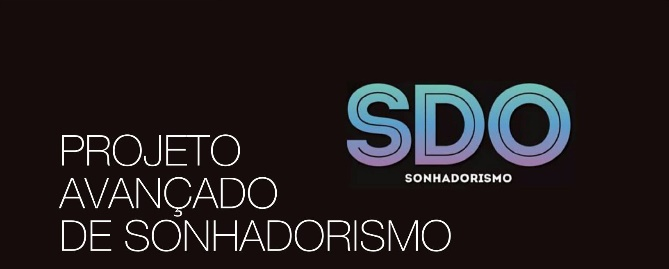 SDO
SONHADORISMO
PROJETO
AVANÇADO
DE SONHADORISMO